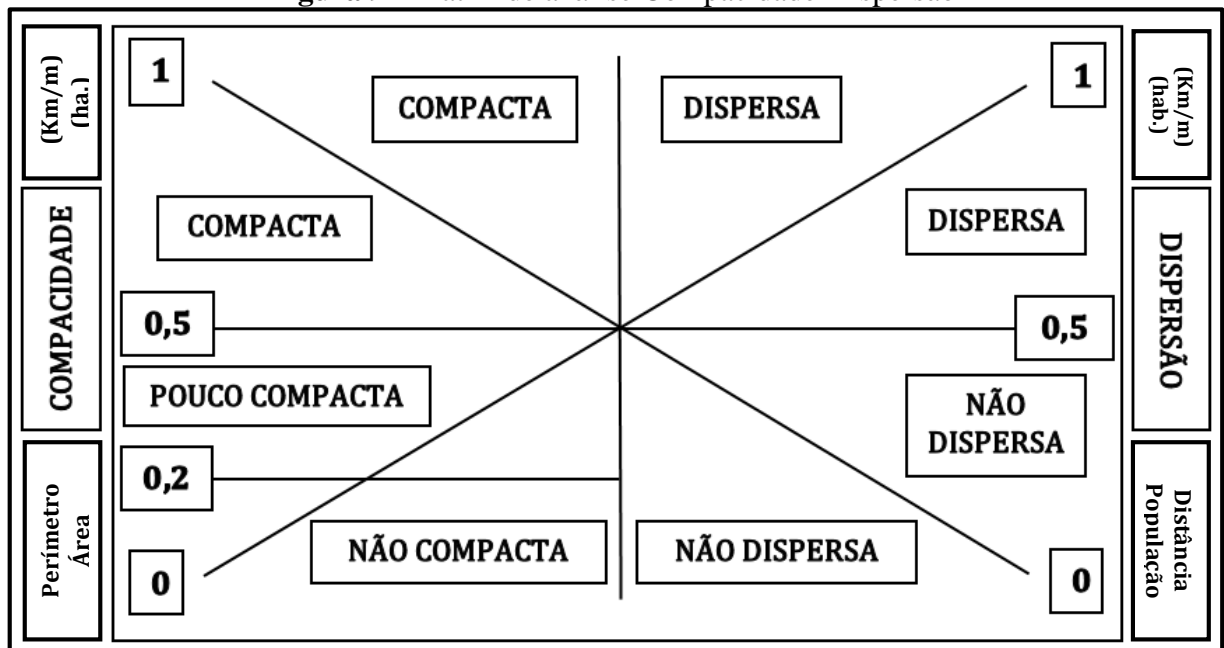 (Km/m)
(ha.)
COMPACIDADE
Perímetro
Área
1
COMPACTA
DISPERSA
1
COMPACTA
DISPERSA
0,5
0,5
POUCO COMPACTA
NÃO
DISPERSA
0,2
NÃO COMPACTA
NÃO DISPERSA
0
0
(Km/m)
(hab.)
DISPERSÃO
Distância
População